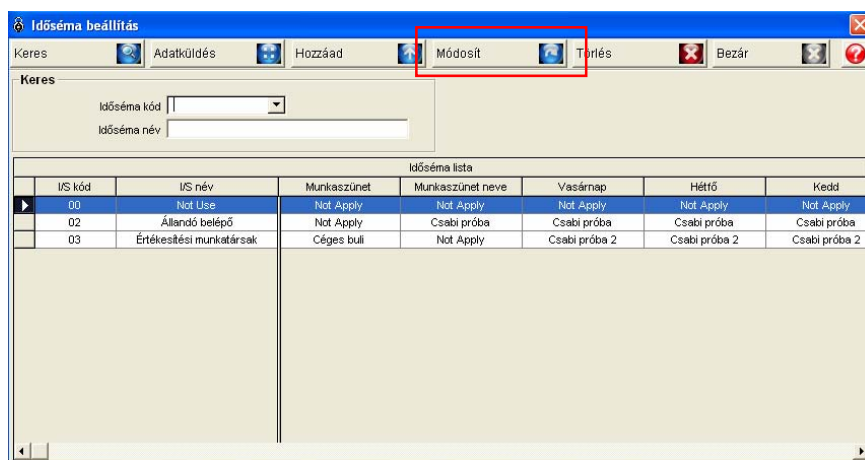 Időséma beállítás
Keres Adatküldés Hozzáad Módosít Törlés Bezár
Keres
Időséma kód
Időséma név
Időséma lista
I/S kód I/S név Munkaszünet Munkaszünet neve Vasárnap Hétfő Kedd
00 Not Use Not Apply Not Apply Not Apply Not Apply Not Apply
02 Állandó belépő Not Apply Csabi próba Csabi próba Csabi próba Csabi próba
03 Értékesítési munkatársak Céges buli Not Apply Csabi próba 2 Csabi próba 2 Csabi próba 2